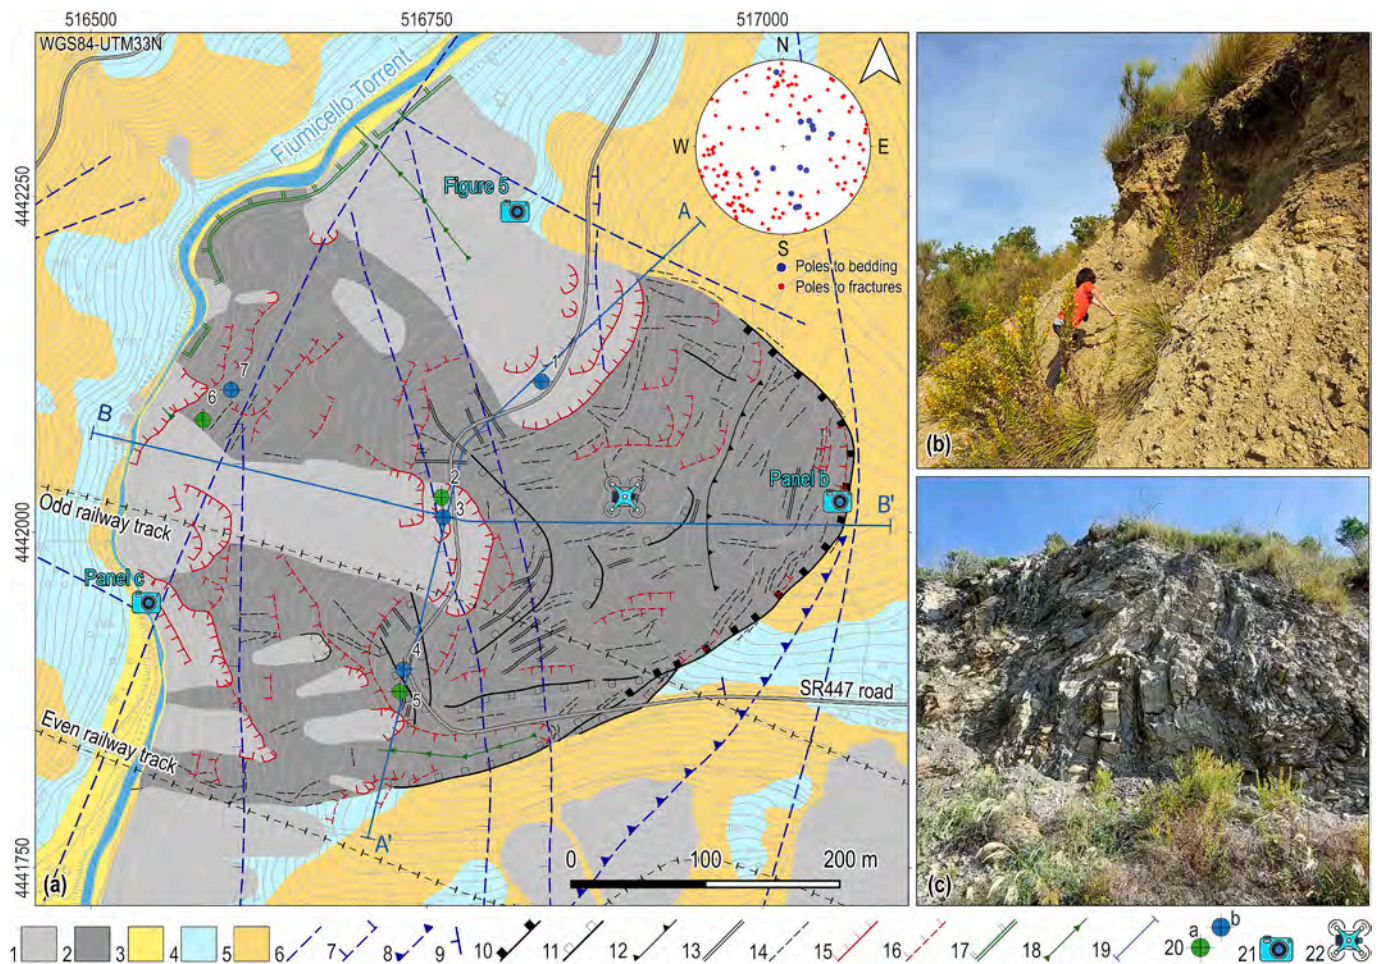 516500 516750 517000
WGS84-UTM33N
Fiumicello Torrent
4442250
4442000
4441750
Figure 5
A
N
W E
S
Poles to bedding
Poles to fractures
1
7
6
B
2
3
Panel b
B'
Odd railway track
Panel c
4
5
SR447 road
Even railway track
A'
0 100 200 m
(a)
(b)
(c)
1 2 3 4 5 6 7 8 9 10 11 12 13 14 15 16 17 18 19 20 a b 21 22